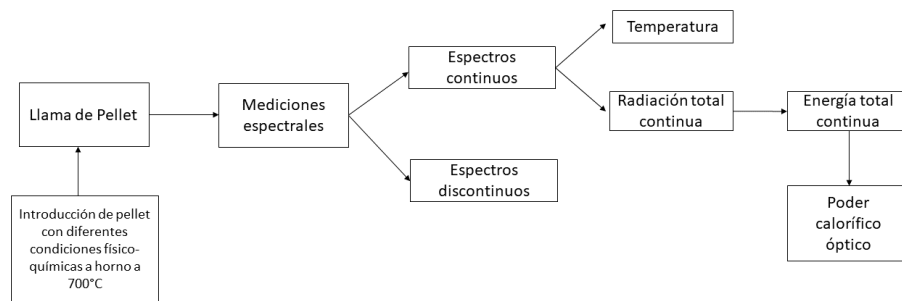 Introducción de pellet
con diferentes
condiciones físico-
químicas a horno a
700°C
Llama de Pellet
Mediciones
espectrales
Espectros
continuos
Espectros
discontinuos
Temperatura
Radiación total
continua
Energía total
continua
Poder
calorífico
óptico